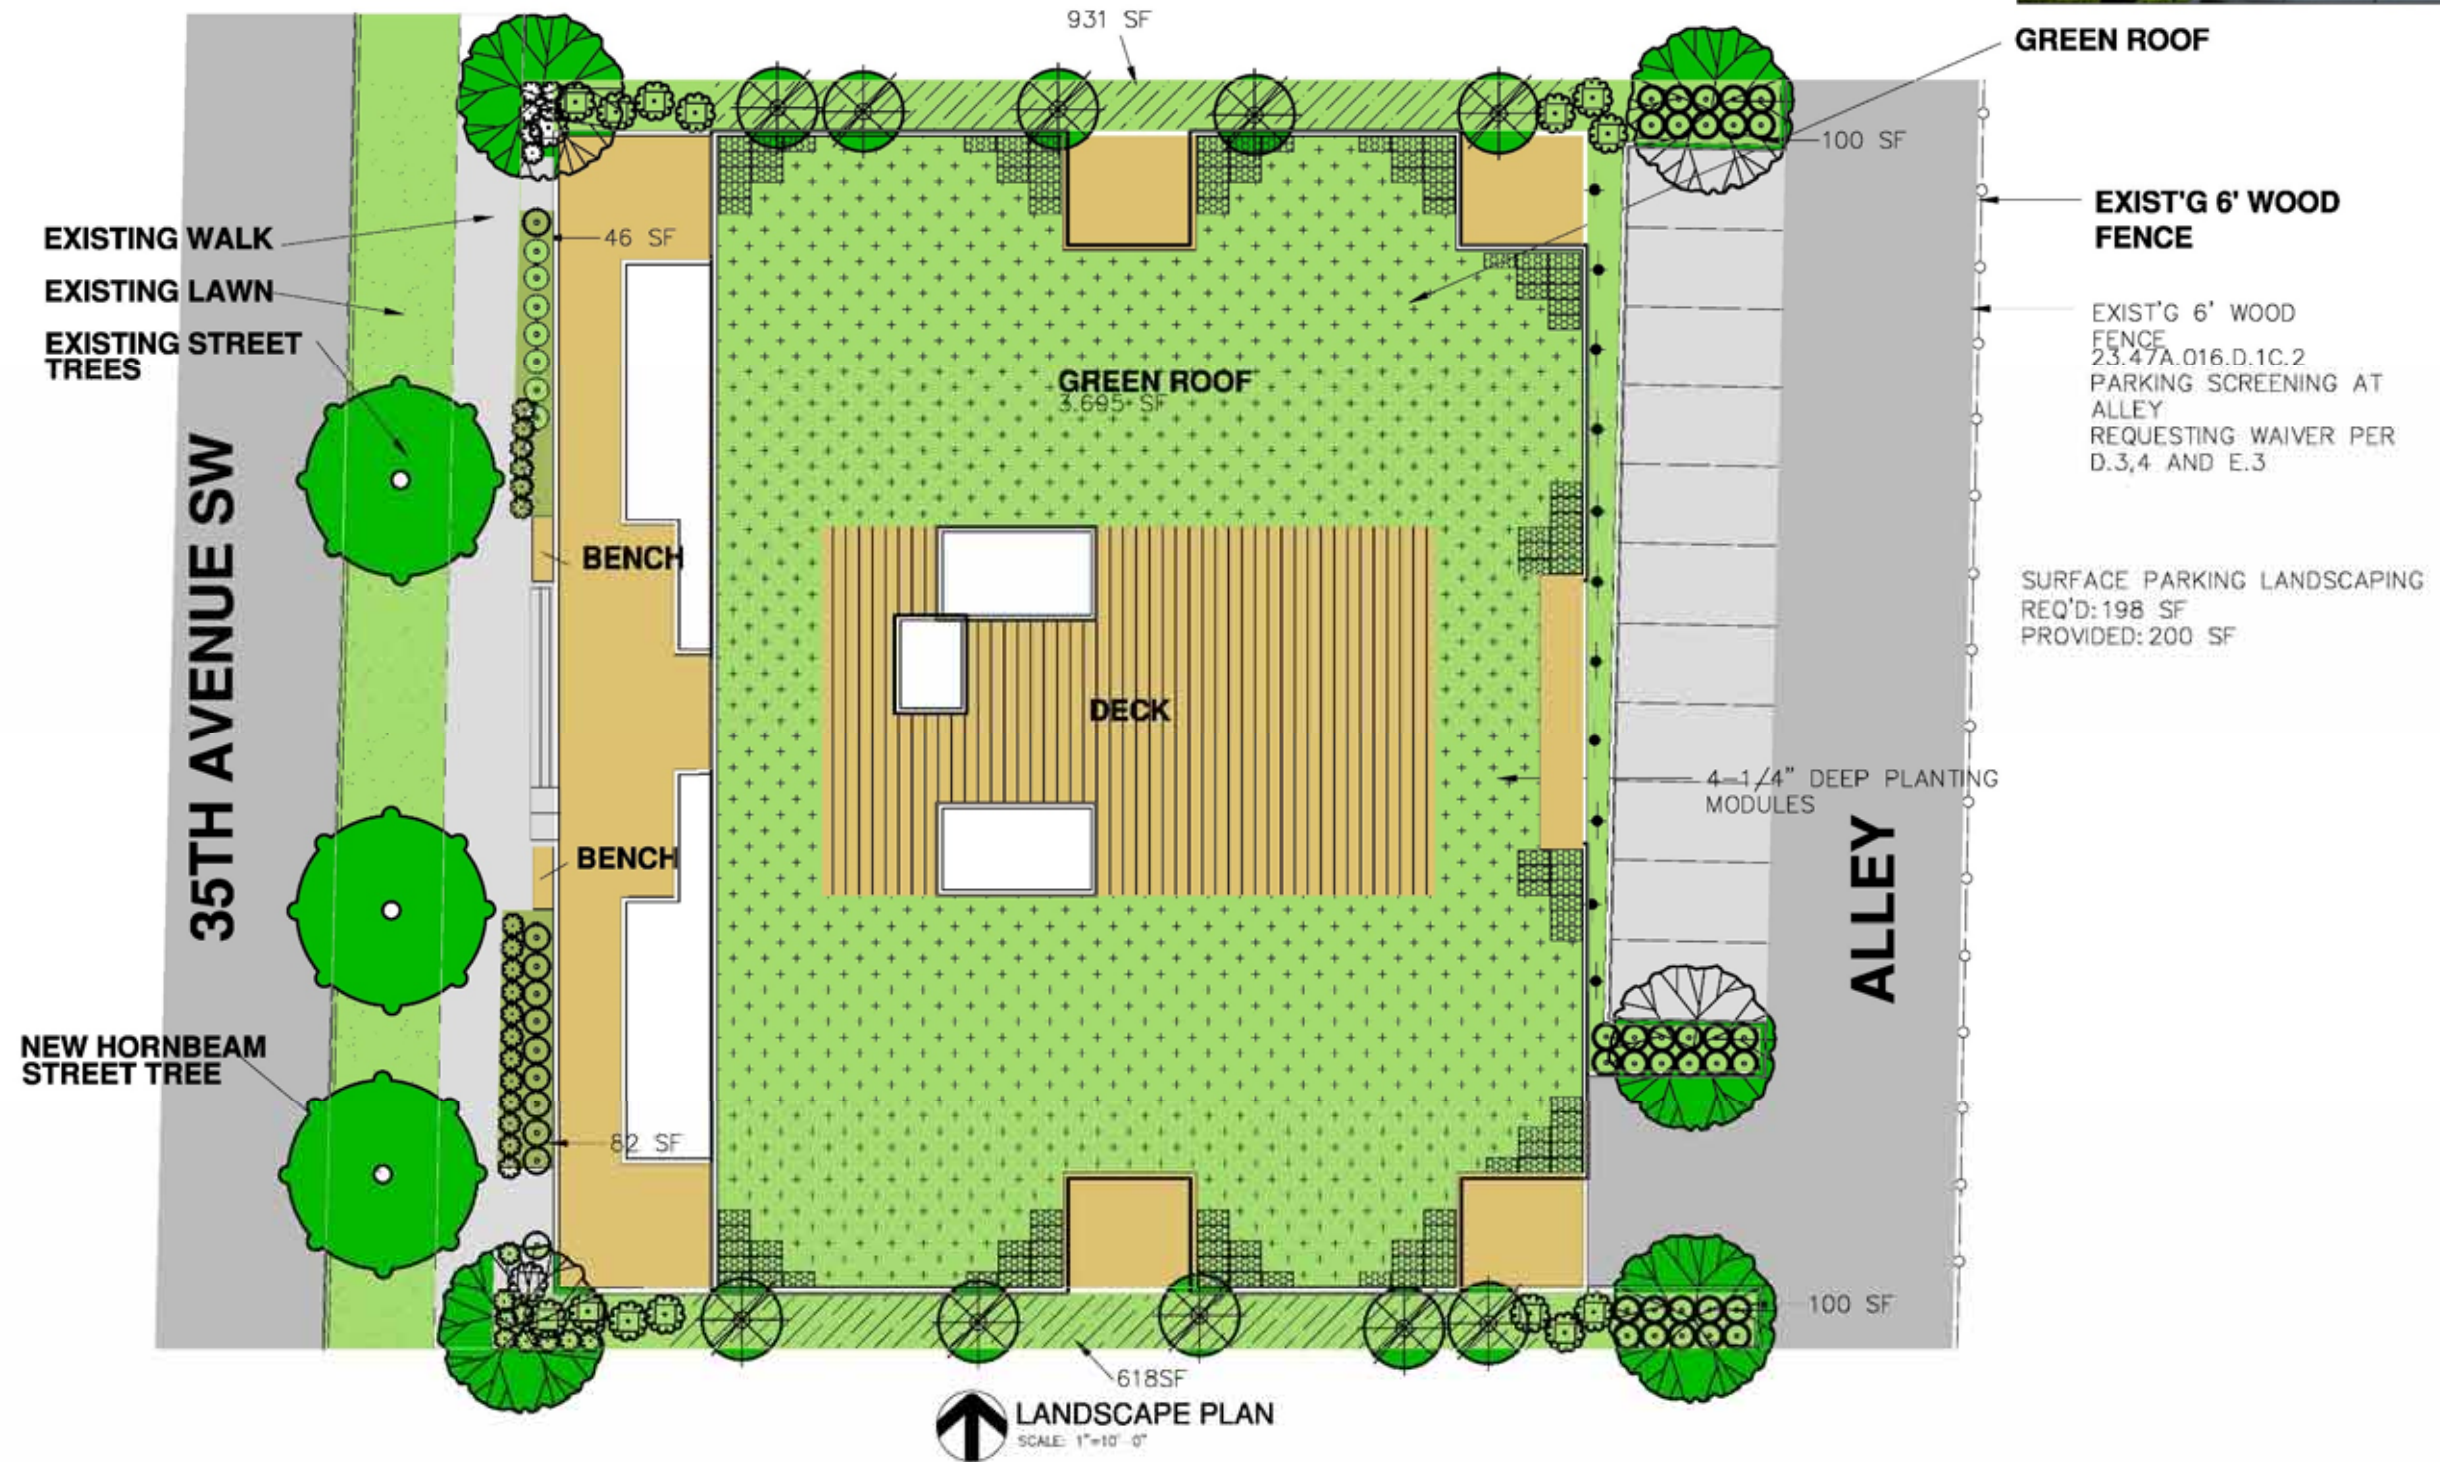 931 SF
GREEN ROOF
100 SF
EXIST'G 6' WOOD
FENCE
EXISTING WALK
46 SF
EXISTING LAWN
EXISTING STREET
TREES
EXIST'G 6' WOOD
FENCE
23.47A.016.D.1C.2
PARKING SCREENING AT
ALLEY
REQUESTING WAIVER PER
D.3,4 AND E.3
GREEN ROOF
3.695 SF
35TH AVENUE SW
BENCH
SURFACE PARKING LANDSCAPING
REQ'D: 198 SF
PROVIDED: 200 SF
DECK
4-1/4" DEEP PLANTING
MODULES
BENCH
ALLEY
NEW HORNBEAM
STREET TREE
82 SF
100 SF
618SF
LANDSCAPE PLAN
SCALE: 1"=10' 0"